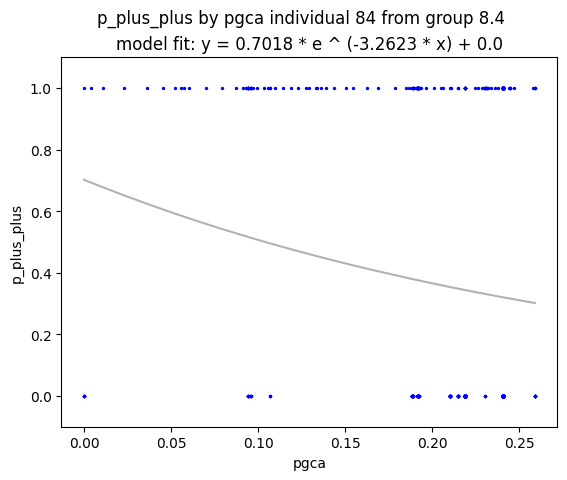 p_plus_plus by pgca individual 84 from group 8.4
model fit: y = 0.7018 * e ^ (-3.2623 * x) + 0.0
1.0
0.8
0.6
0.4
0.2
0.0
p_plus_plus
0.00 0.05 0.10 0.15 0.20 0.25
pgca